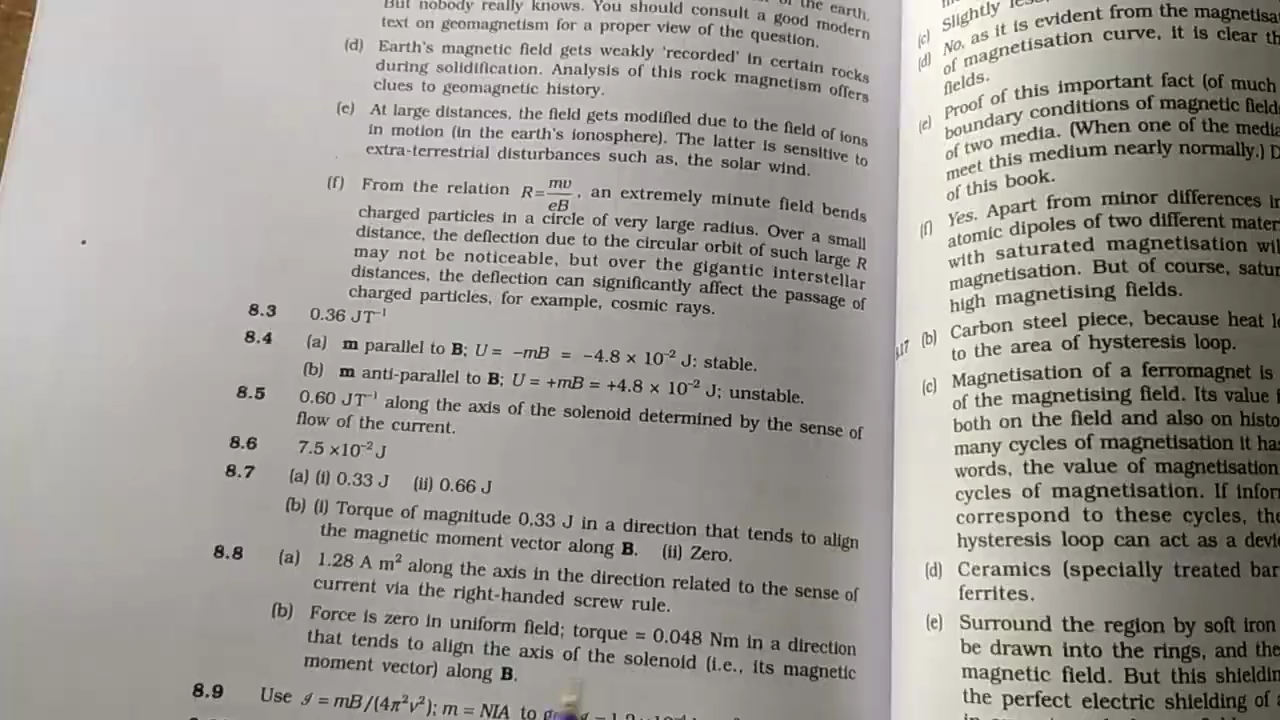 of the earth.
But nobody really knows. You should consult a good modern
text on geomagnetism for a proper view of the question.
(d) Earth's magnetic field gets weakly 'recorded' in certain rocks
during solidification. Analysis of this rock magnetism offers
clues to geomagnetic history.
(e) At large distances, the field gets modified due to the field of ions
in motion (in the earth's ionosphere). The latter is sensitive to
extra-terrestrial disturbances such as, the solar wind.
(f) From the relation R = mv/eB, an extremely minute field bends
charged particles in a circle of very large radius. Over a small
distance, the deflection due to the circular orbit of such large R
may not be noticeable, but over the gigantic interstellar
distances, the deflection can significantly affect the passage of
charged particles, for example, cosmic rays.
8.3 0.36 JT⁻¹
8.4 (a) m parallel to B; U = –mB = –4.8 × 10⁻² J: stable.
(b) m anti-parallel to B; U = +mB = +4.8 × 10⁻² J; unstable.
8.5 0.60 JT⁻¹ along the axis of the solenoid determined by the sense of
flow of the current.
8.6 7.5 ×10⁻² J
8.7 (a) (i) 0.33 J (ii) 0.66 J
(b) (i) Torque of magnitude 0.33 J in a direction that tends to align
the magnetic moment vector along B. (ii) Zero.
8.8 (a) 1.28 A m² along the axis in the direction related to the sense of
current via the right-handed screw rule.
(b) Force is zero in uniform field; torque = 0.048 Nm in a direction
that tends to align the axis of the solenoid (i.e., its magnetic
moment vector) along B.
8.9 Use 𝓘 = mB/(4π²ν²); m = NIA to
(c) Slightly
(d) No, as it is evident from the
of magnetisation curve, it is clear
fields.
(e) Proof of this important fact (of much
boundary conditions of magnetic
of two media. (When one of the
meet this medium nearly normally.)
of this book.
(f) Yes. Apart from minor differences
atomic dipoles of two different
with saturated magnetisation
magnetisation. But of course,
high magnetising fields.
(b) Carbon steel piece, because heat
to the area of hysteresis loop.
(c) Magnetisation of a ferromagnet is
of the magnetising field. Its value
both on the field and also on
many cycles of magnetisation it
words, the value of magnetisation
cycles of magnetisation. If
correspond to these cycles,
hysteresis loop can act as a
(d) Ceramics (specially treated
ferrites.
(e) Surround the region by soft iron
be drawn into the rings, and the
magnetic field. But this
the perfect electric shielding of